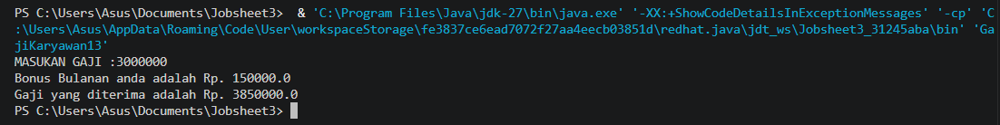 PS C:\Users\Asus\Documents\Jobsheet3>  & 'C:\Program Files\Java\jdk-27\bin\java.exe' '-XX:+ShowCodeDetailsInExceptionMessages' '-cp' 'C
:\Users\Asus\AppData\Roaming\Code\User\workspaceStorage\fe3837ce6ead7072f27aa4eecb03851d\redhat.java\jdt_ws\Jobsheet3_31245aba\bin' 'Ga
jiKaryawan13'
MASUKAN GAJI :3000000
Bonus Bulanan anda adalah Rp. 150000.0
Gaji yang diterima adalah Rp. 3850000.0
PS C:\Users\Asus\Documents\Jobsheet3>